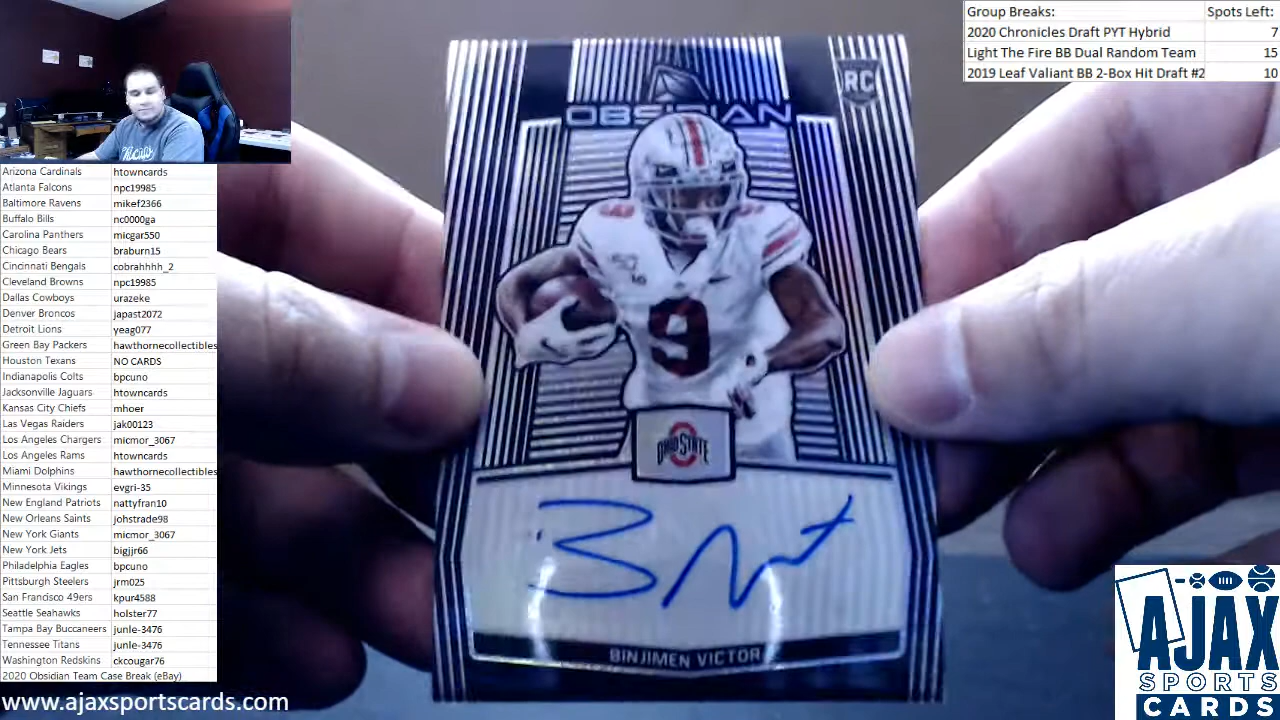 Group Breaks: Spots Left:
2020 Chronicles Draft PYT Hybrid 7
Light The Fire BB Dual Random Team 15
2019 Leaf Valiant BB 2-Box Hit Draft #2 10
RC
OBSIDIAN
9
OHIO STATE
BINJIMEN VICTOR
Arizona Cardinals htowncards
Atlanta Falcons npc19985
Baltimore Ravens mikef2366
Buffalo Bills nc0000ga
Carolina Panthers micgar550
Chicago Bears braburn15
Cincinnati Bengals cobrahhhh_2
Cleveland Browns npc19985
Dallas Cowboys urazeke
Denver Broncos japast2072
Detroit Lions yeag077
Green Bay Packers hawthornecollectibles
Houston Texans NO CARDS
Indianapolis Colts bpcuno
Jacksonville Jaguars htowncards
Kansas City Chiefs mhoer
Las Vegas Raiders jak00123
Los Angeles Chargers micmor_3067
Los Angeles Rams htowncards
Miami Dolphins hawthornecollectibles
Minnesota Vikings evgri-35
New England Patriots nattyfran10
New Orleans Saints johstrade98
New York Giants micmor_3067
New York Jets bigjjr66
Philadelphia Eagles bpcuno
Pittsburgh Steelers jrm025
San Francisco 49ers kpur4588
Seattle Seahawks holster77
Tampa Bay Buccaneers junle-3476
Tennessee Titans junle-3476
Washington Redskins ckcougar76
2020 Obsidian Team Case Break (eBay)
www.ajaxsportscards.com
AJAX
SPORTS
CARDS